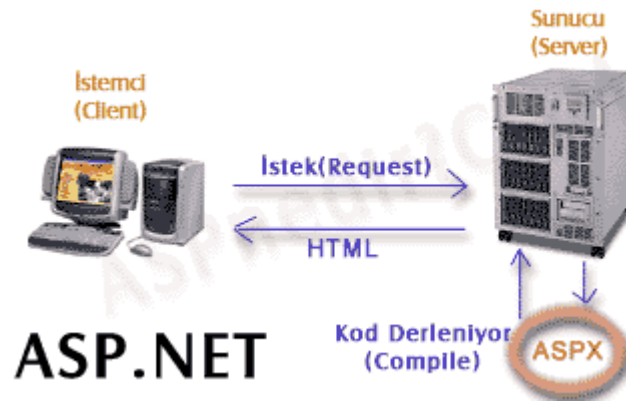 Sunucu
(Server)
İstemci
(Client)
İstek(Request)
HTML
Kod Derleniyor
(Compile)
ASPX
ASP.NET